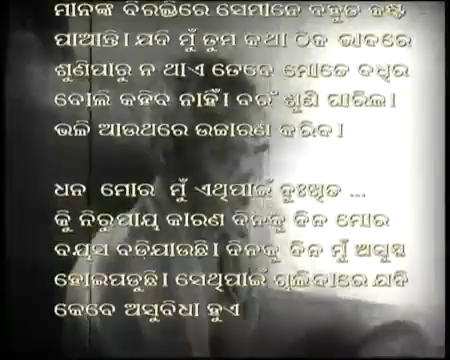 ମାନଙ୍କ ବିରକ୍ତିରେ ସେମାନେ ବହୁତ କଷ୍ଟ
ପାଆନ୍ତି। ଯଦି ମୁଁ ତୁମ କଥା ଠିକ ଭାବରେ
ଶୁଣିପାରୁ ନ ଥାଏ ତେବେ ମୋତେ ବଧିର
ବୋଲି କହିବ ନାହିଁ। ବରଂ ଶୁଣି ପାରିଲା
ଭଳି ଆଉଥରେ ଉଚ୍ଚାରଣ କରିବ।
ଧନ ମୋର ମୁଁ ଏଥିପାଇଁ ଦୁଃଖିତ ...
ନିରୁପାୟ କାରଣ ଦିନକୁ ଦିନ ମୋର
ବୟସ ବଢ଼ିଯାଉଛି। ଦିନକୁ ଦିନ ମୁଁ ଅସୁସ୍ଥ
ହୋଇପଡୁଛି। ସେଥିପାଇଁ ଚାଲିବାରେ ଯଦି
କେବେ ଅସୁବିଧା ହୁଏ